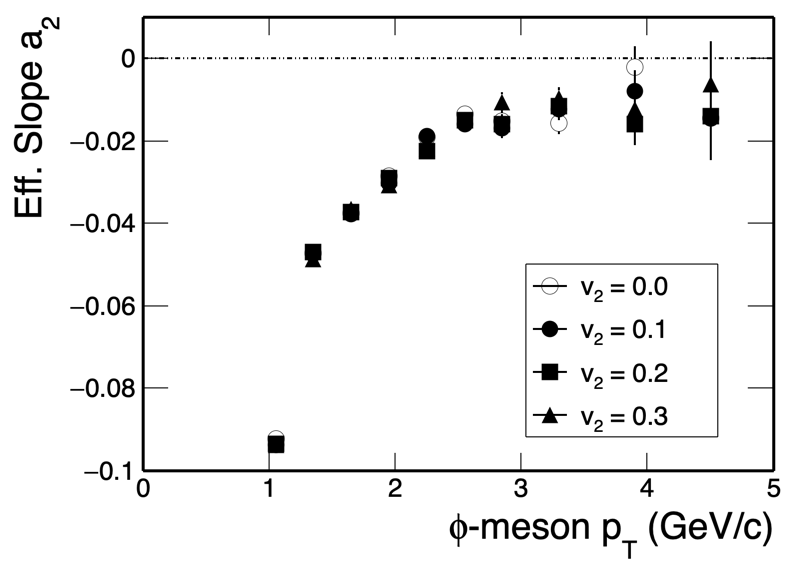 Eff. Slope a₂
0
−0.02
−0.04
−0.06
−0.08
−0.1
v₂ = 0.0
v₂ = 0.1
v₂ = 0.2
v₂ = 0.3
0 1 2 3 4 5
ϕ-meson p_T (GeV/c)